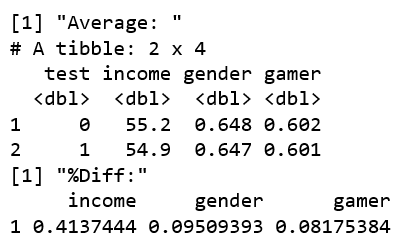 [1] "Average: "
# A tibble: 2 x 4
test income gender gamer
<dbl> <dbl> <dbl> <dbl>
1 0 55.2 0.648 0.602
2 1 54.9 0.647 0.601
[1] "%Diff:"
income gender gamer
1 0.4137444 0.09509393 0.08175384